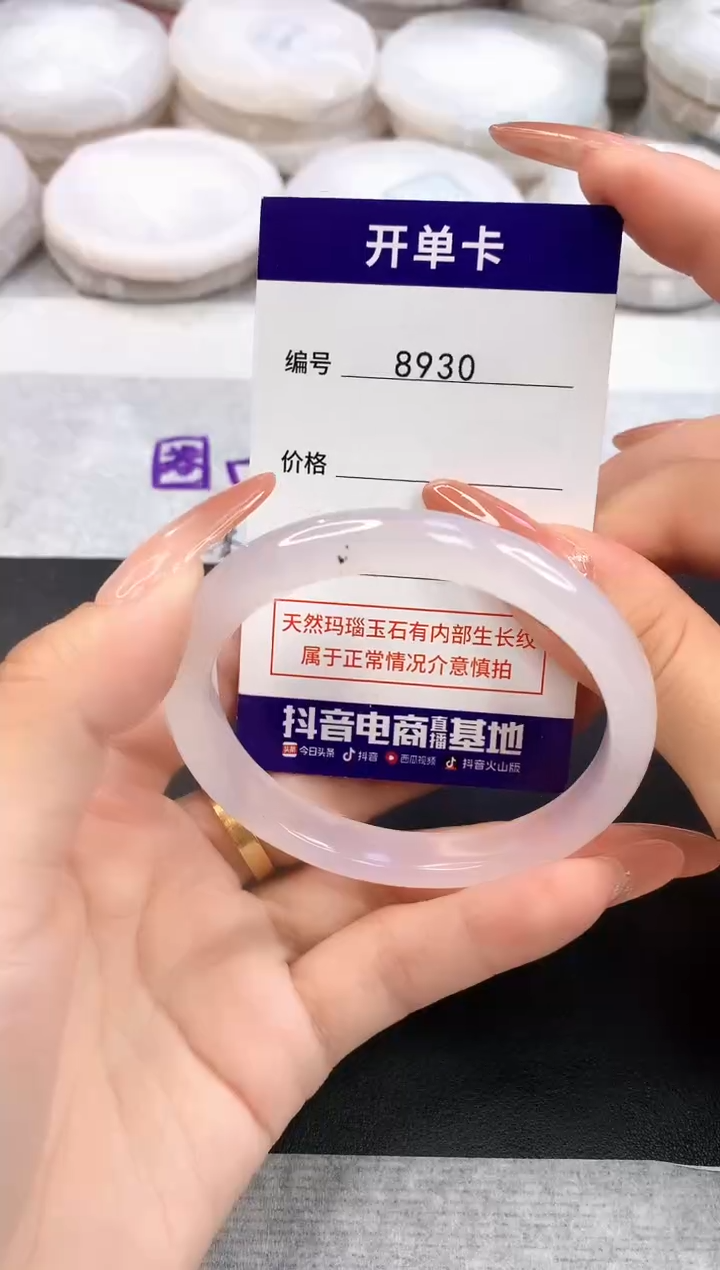 开单卡
编号 8930
价格
天然玛瑙玉石有内部生长纹
属于正常情况介意慎拍
抖音电商直播基地
头条 今日头条 抖音 西瓜视频 抖音火山版